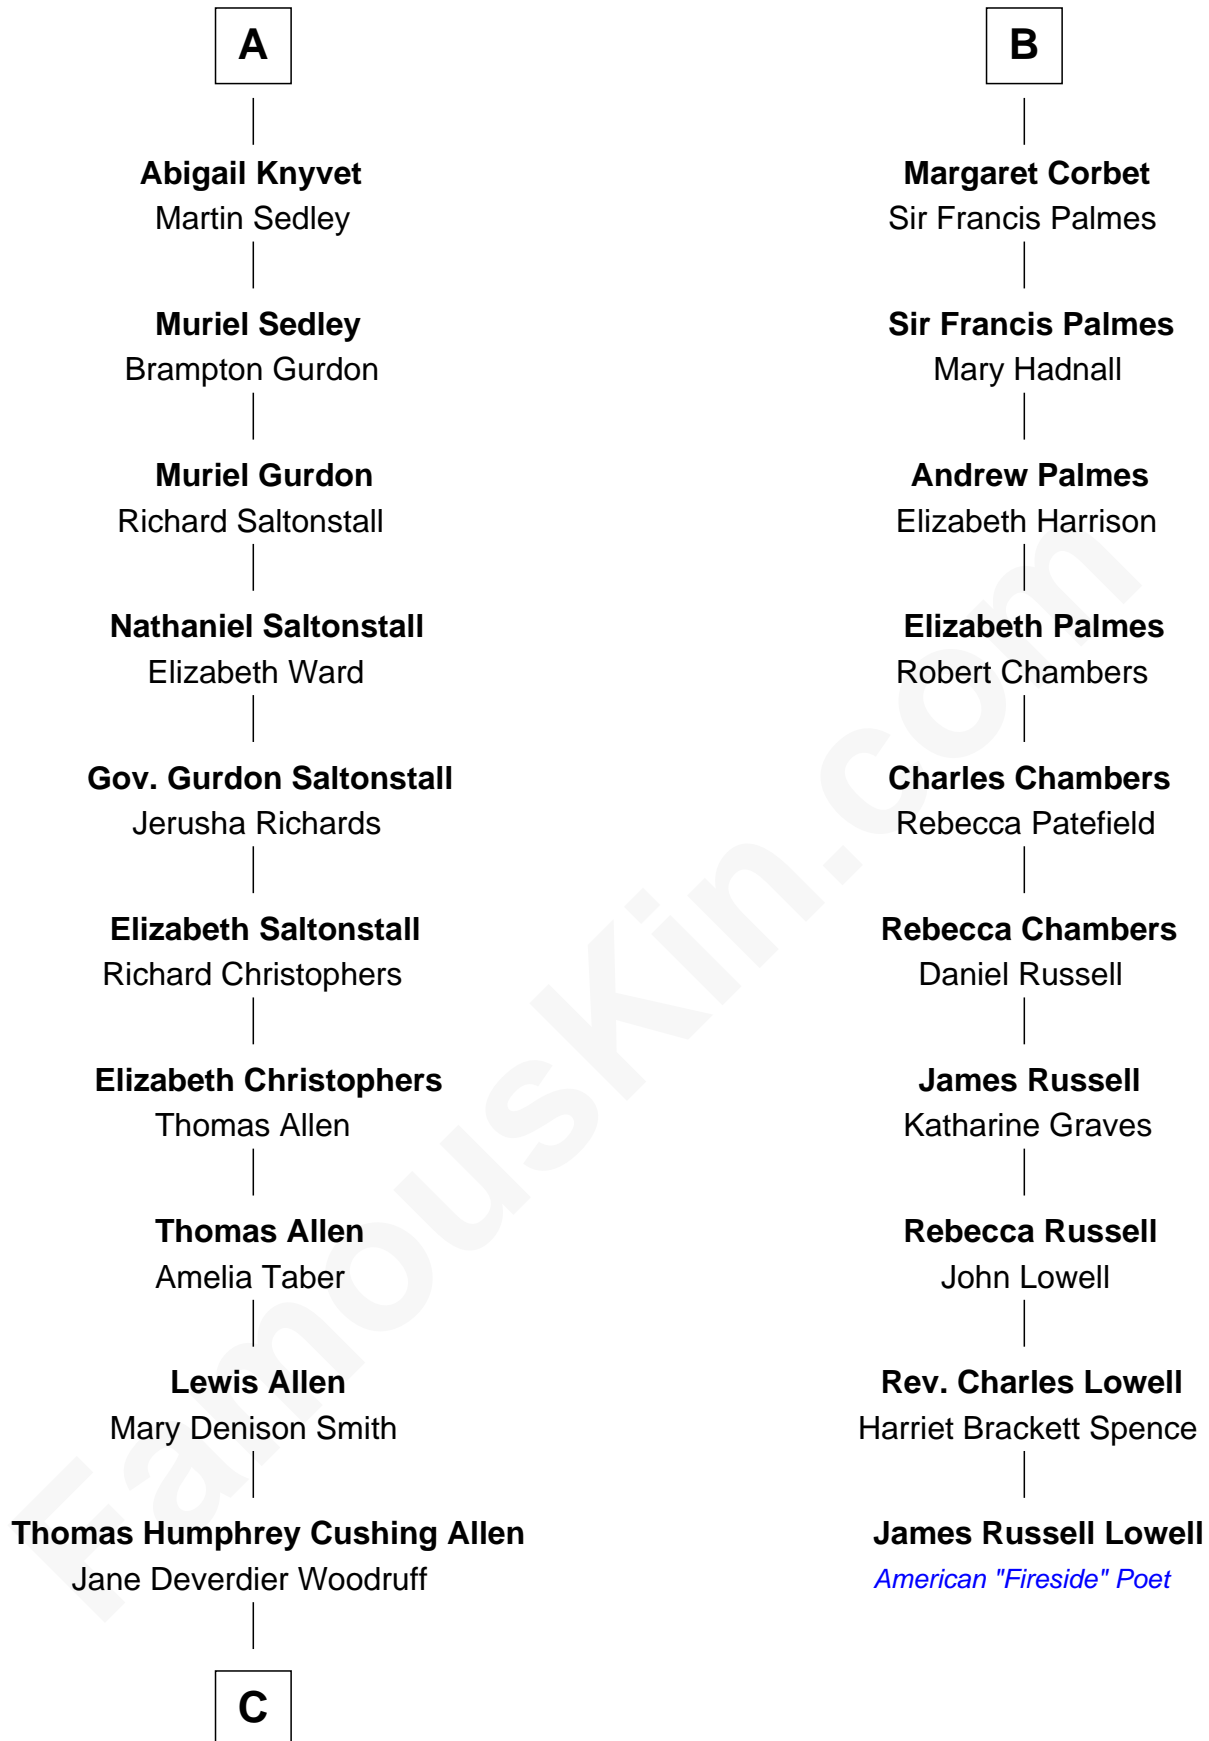 A
Abigail Knyvet
Martin Sedley
Muriel Sedley
Brampton Gurdon
Muriel Gurdon
Richard Saltonstall
Nathaniel Saltonstall
Elizabeth Ward
Gov. Gurdon Saltonstall
Jerusha Richards
Elizabeth Saltonstall
Richard Christophers
Elizabeth Christophers
Thomas Allen
Thomas Allen
Amelia Taber
Lewis Allen
Mary Denison Smith
Thomas Humphrey Cushing Allen
Jane Deverdier Woodruff
C
B
Margaret Corbet
Sir Francis Palmes
Sir Francis Palmes
Mary Hadnall
Andrew Palmes
Elizabeth Harrison
Elizabeth Palmes
Robert Chambers
Charles Chambers
Rebecca Patefield
Rebecca Chambers
Daniel Russell
James Russell
Katharine Graves
Rebecca Russell
John Lowell
Rev. Charles Lowell
Harriet Brackett Spence
James Russell Lowell
American "Fireside" Poet
FamousKin.com